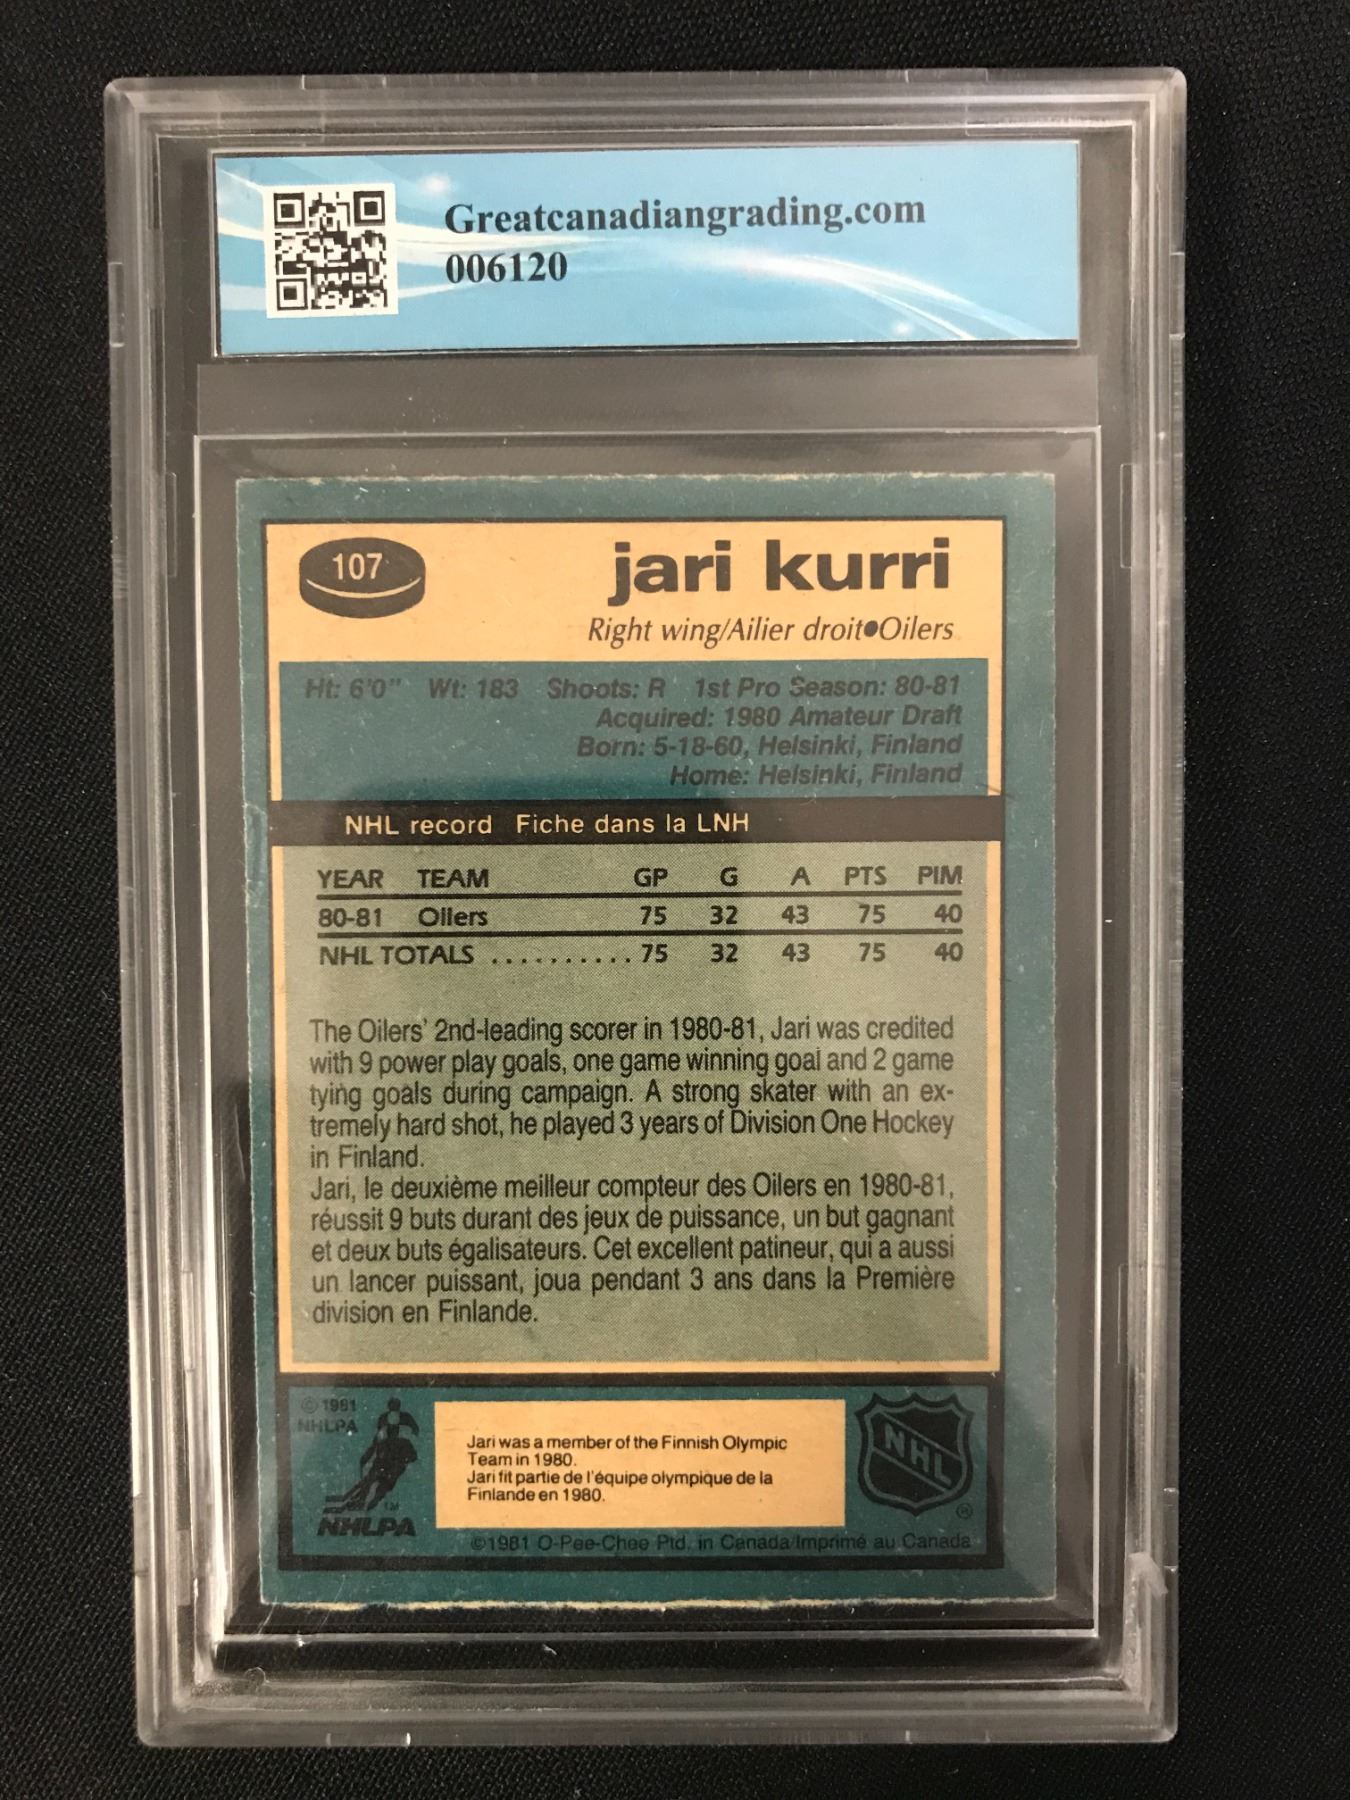 Greatcanadiangrading.com
006120
107
jari kurri
Right wing/Ailier droit●Oilers
Ht: 6'0" Wt: 183 Shoots: R 1st Pro Season: 80-81
Acquired: 1980 Amateur Draft
Born: 5-18-60, Helsinki, Finland
Home: Helsinki, Finland
NHL record Fiche dans la LNH
YEAR TEAM GP G A PTS PIM
80-81 Oilers 75 32 43 75 40
NHL TOTALS .......... 75 32 43 75 40
The Oilers' 2nd-leading scorer in 1980-81, Jari was credited
with 9 power play goals, one game winning goal and 2 game
tying goals during campaign. A strong skater with an ex-
tremely hard shot, he played 3 years of Division One Hockey
in Finland.
Jari, le deuxième meilleur compteur des Oilers en 1980-81,
réussit 9 buts durant des jeux de puissance, un but gagnant
et deux buts égalisateurs. Cet excellent patineur, qui a aussi
un lancer puissant, joua pendant 3 ans dans la Première
division en Finlande.
© 1981
NHLPA
TM
NHLPA
Jari was a member of the Finnish Olympic
Team in 1980.
Jari fit partie de l'équipe olympique de la
Finlande en 1980.
NHL
®
©1981 O-Pee-Chee Ptd. in Canada/Imprimé au Canada